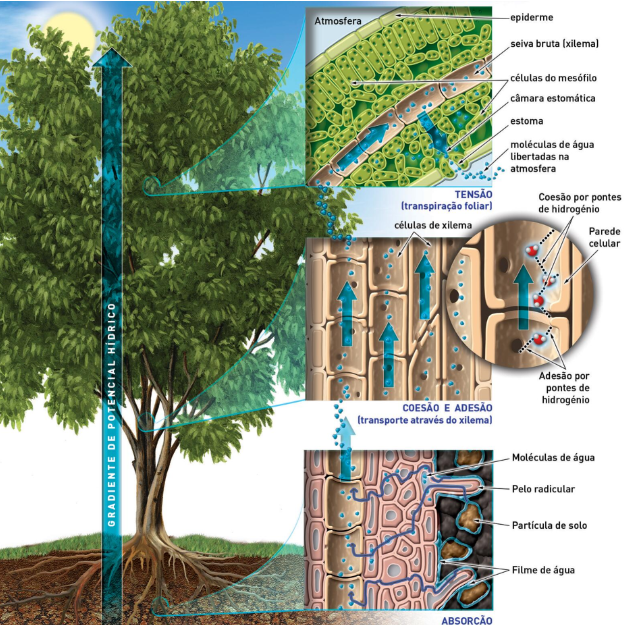 Atmosfera
epiderme
seiva bruta (xilema)
células do mesófilo
câmara estomática
estoma
moléculas de água
libertadas na
atmosfera
TENSÃO
(transpiração foliar)
células de xilema
Coesão por pontes
de hidrogénio
Parede
celular
Adesão por
pontes de
hidrogénio
COESÃO E ADESÃO
(transporte através do xilema)
GRADIENTE DE POTENCIAL HÍDRICO
Moléculas de água
Pelo radicular
Partícula de solo
Filme de água
ABSORÇÃO